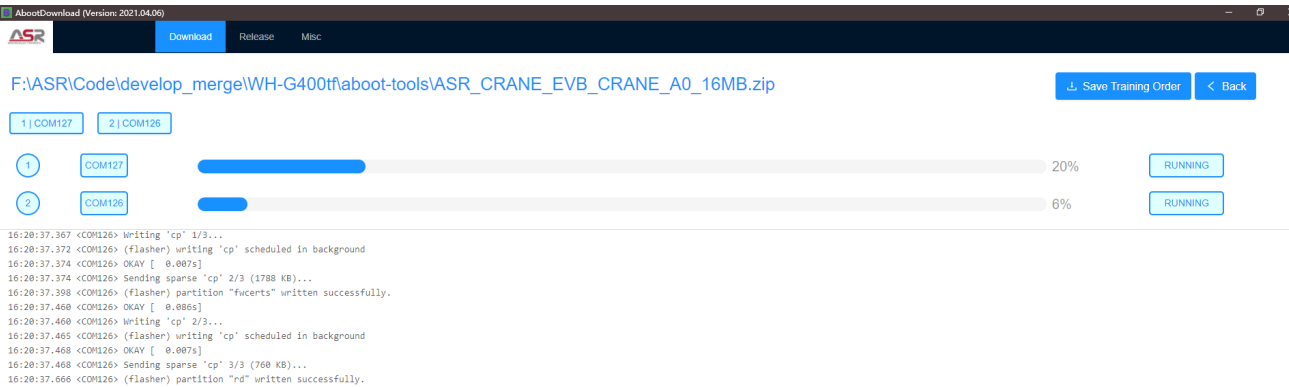 AbootDownload (Version: 2021.04.06)
ASR
Download Release Misc
F:\ASR\Code\develop_merge\WH-G400tf\aboot-tools\ASR_CRANE_EVB_CRANE_A0_16MB.zip
Save Training Order
Back
1 | COM127 2 | COM126
1 COM127 20% RUNNING
2 COM126 6% RUNNING
16:20:37.367 <COM126> Writing 'cp' 1/3...
16:20:37.372 <COM126> (flasher) writing 'cp' scheduled in background
16:20:37.374 <COM126> OKAY [  0.007s]
16:20:37.374 <COM126> Sending sparse 'cp' 2/3 (1788 KB)...
16:20:37.398 <COM126> (flasher) partition "fwcerts" written successfully.
16:20:37.460 <COM126> OKAY [  0.086s]
16:20:37.460 <COM126> Writing 'cp' 2/3...
16:20:37.465 <COM126> (flasher) writing 'cp' scheduled in background
16:20:37.468 <COM126> OKAY [  0.007s]
16:20:37.468 <COM126> Sending sparse 'cp' 3/3 (760 KB)...
16:20:37.666 <COM126> (flasher) partition "rd" written successfully.